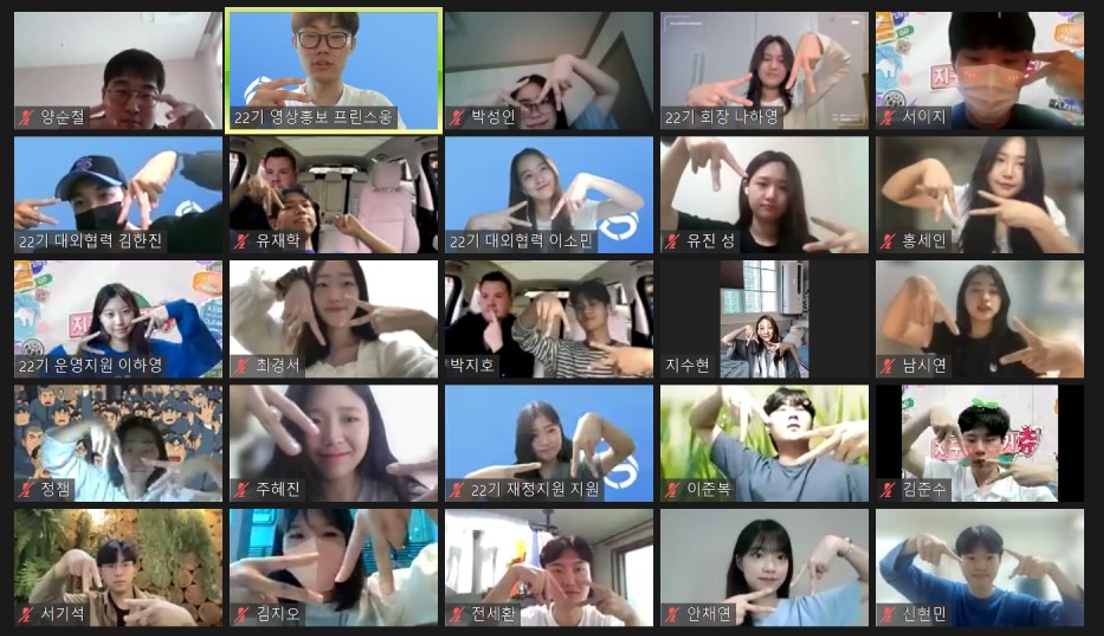 양순철
22기 영상홍보 프린스웅
박성인
22기 회장 나하영
서이지
22기 대외협력 김한진
유재학
22기 대외협력 이소민
유진 성
홍세인
22기 운영지원 이하영
최경서
박지호
지수현
남시연
정챔
주혜진
22기 재정지원 지원
이준복
김준수
서기석
김지오
전세환
안채연
신현민